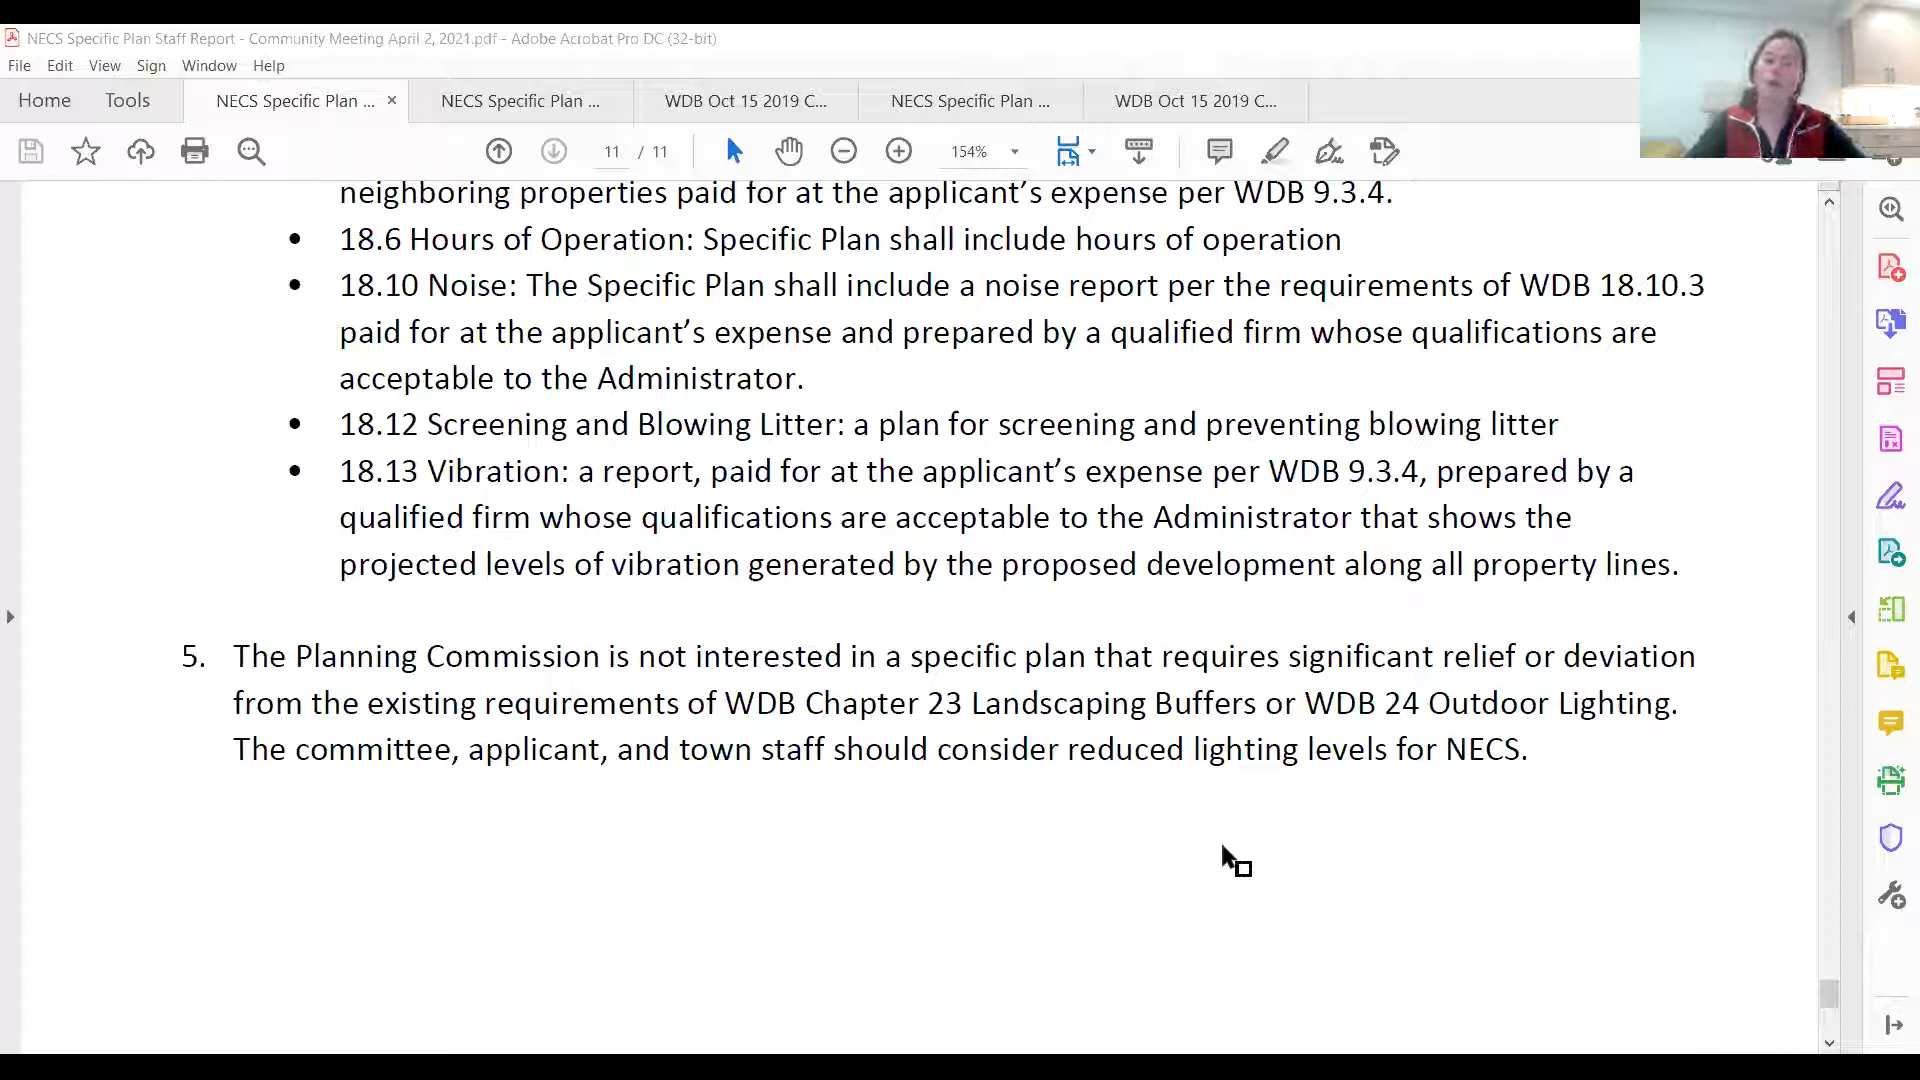 NECS Specific Plan Staff Report - Community Meeting April 2, 2021.pdf - Adobe Acrobat Pro DC (32-bit)
File Edit View Sign Window Help
Home Tools NECS Specific Plan ... × NECS Specific Plan ... WDB Oct 15 2019 C... NECS Specific Plan ... WDB Oct 15 2019 C...
11 / 11 154%
neighboring properties paid for at the applicant’s expense per WDB 9.3.4.
• 18.6 Hours of Operation: Specific Plan shall include hours of operation
• 18.10 Noise: The Specific Plan shall include a noise report per the requirements of WDB 18.10.3
paid for at the applicant’s expense and prepared by a qualified firm whose qualifications are
acceptable to the Administrator.
• 18.12 Screening and Blowing Litter: a plan for screening and preventing blowing litter
• 18.13 Vibration: a report, paid for at the applicant’s expense per WDB 9.3.4, prepared by a
qualified firm whose qualifications are acceptable to the Administrator that shows the
projected levels of vibration generated by the proposed development along all property lines.
5. The Planning Commission is not interested in a specific plan that requires significant relief or deviation
from the existing requirements of WDB Chapter 23 Landscaping Buffers or WDB 24 Outdoor Lighting.
The committee, applicant, and town staff should consider reduced lighting levels for NECS.